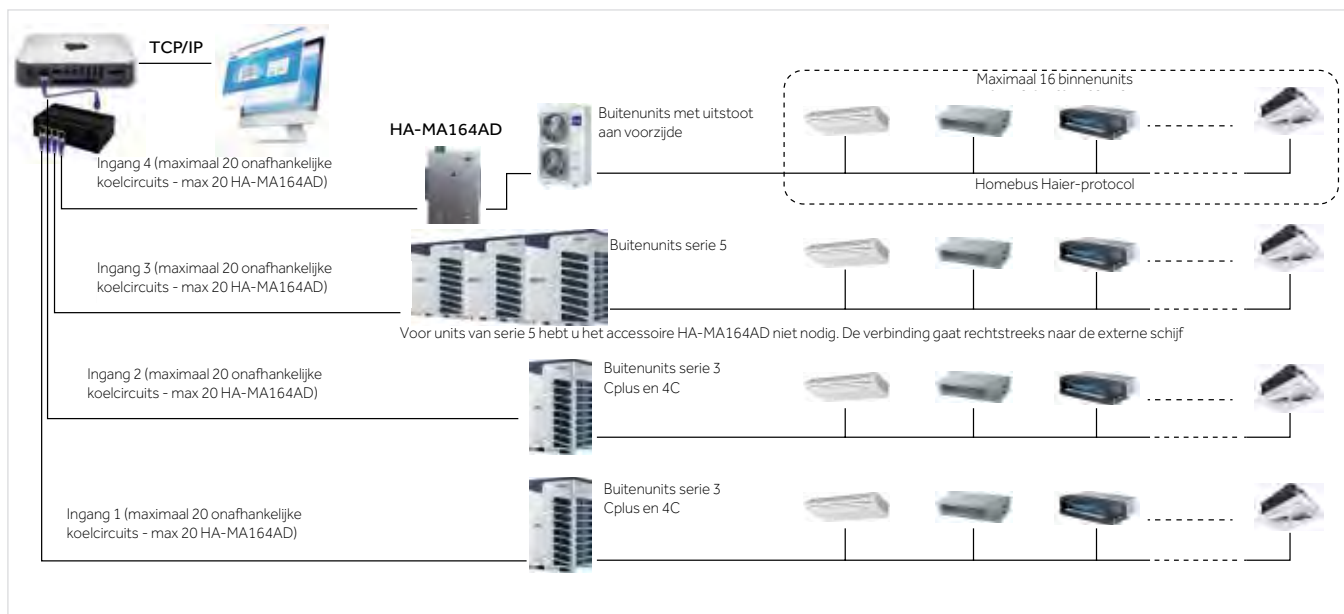 TCP/IP
Maximaal 16 binnenunits
Buitenunits met uitstoot
aan voorzijde
HA-MA164AD
Ingang 4 (maximaal 20 onafhankelijke
koelcircuits - max 20 HA-MA164AD)
Homebus Haier-protocol
Buitenunits serie 5
Ingang 3 (maximaal 20 onafhankelijke
koelcircuits - max 20 HA-MA164AD)
Voor units van serie 5 hebt u het accessoire HA-MA164AD niet nodig. De verbinding gaat rechtstreeks naar de externe schijf
Ingang 2 (maximaal 20 onafhankelijke
koelcircuits - max 20 HA-MA164AD)
Buitenunits serie 3
Cplus en 4C
Buitenunits serie 3
Cplus en 4C
Ingang 1 (maximaal 20 onafhankelijke
koelcircuits - max 20 HA-MA164AD)